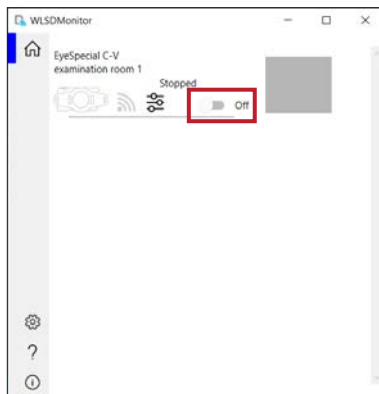 WLSDMonitor
EyeSpecial C-V
examination room 1
Stopped
Off
?